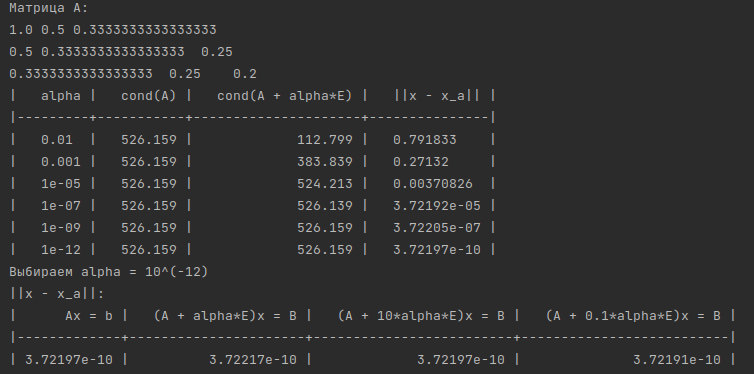 Матрица A:
1.0 0.5 0.3333333333333333
0.5 0.3333333333333333  0.25
0.3333333333333333  0.25    0.2
|   alpha |   cond(A) |   cond(A + alpha*E) |   ||x - x_a|| |
|---------+-----------+---------------------+---------------|
|   0.01  |   526.159 |             112.799 |   0.791833    |
|   0.001 |   526.159 |             383.839 |   0.27132     |
|   1e-05 |   526.159 |             524.213 |   0.00370826  |
|   1e-07 |   526.159 |             526.139 |   3.72192e-05 |
|   1e-09 |   526.159 |             526.159 |   3.72205e-07 |
|   1e-12 |   526.159 |             526.159 |   3.72197e-10 |
Выбираем alpha = 10^(-12)
||x - x_a||:
|      Ax = b |   (A + alpha*E)x = B |   (A + 10*alpha*E)x = B |   (A + 0.1*alpha*E)x = B |
|-------------+----------------------+-------------------------+--------------------------|
| 3.72197e-10 |          3.72217e-10 |             3.72197e-10 |              3.72191e-10 |